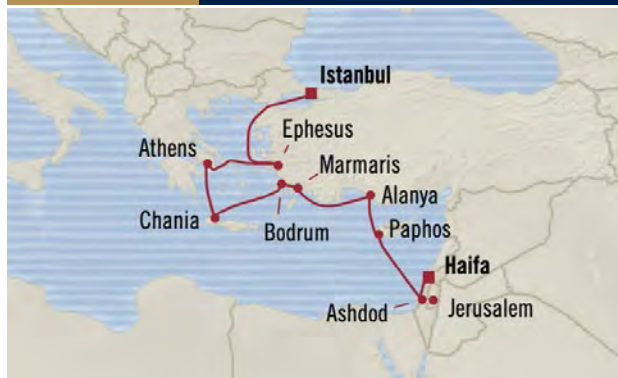 Istanbul
Ephesus
Athens
Marmaris
Alanya
Chania
Bodrum
Paphos
Haifa
Ashdod
Jerusalem